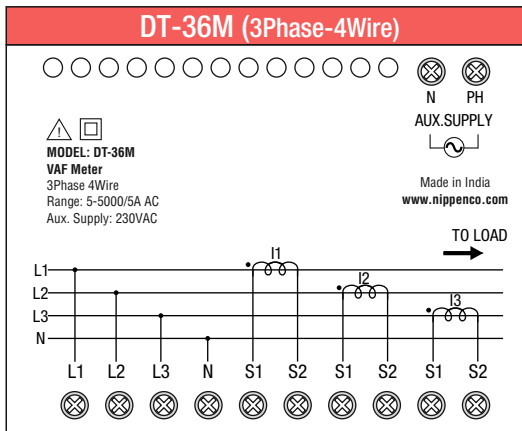 DT-36M (3Phase-4Wire)
N PH
AUX.SUPPLY
MODEL: DT-36M
VAF Meter
3Phase 4Wire
Range: 5-5000/5A AC
Aux. Supply: 230VAC
Made in India
www.nippenco.com
TO LOAD
I1
L1
I2
L2
I3
L3
N
L1 L2 L3 N S1 S2 S1 S2 S1 S2